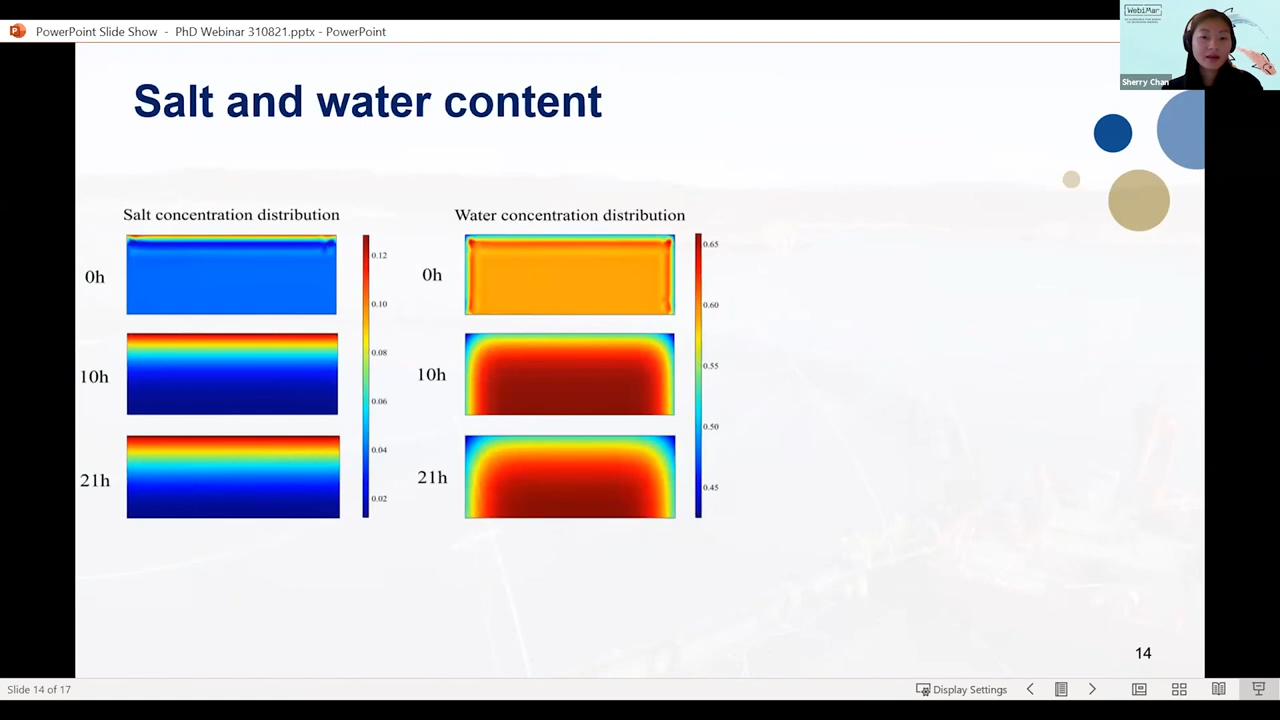 PowerPoint Slide Show - PhD Webinar 310821.pptx - PowerPoint
WebiMar
Sherry Chan
Salt and water content
Salt concentration distribution
Water concentration distribution
0h
10h
21h
0.12
0.10
0.08
0.06
0.04
0.02
0h
10h
21h
0.65
0.60
0.55
0.50
0.45
14
Slide 14 of 17
Display Settings